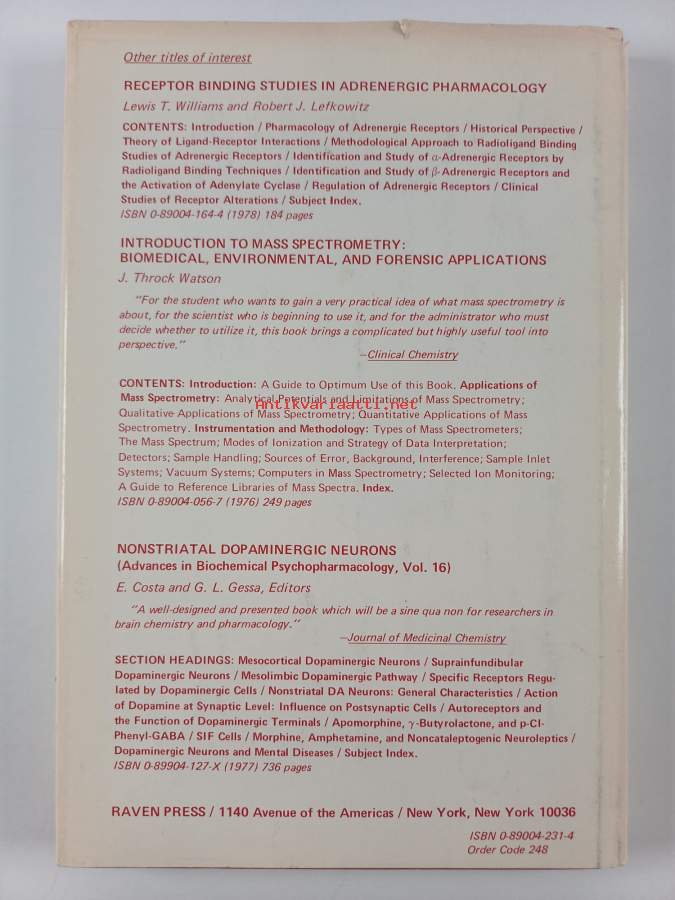 Other titles of interest
RECEPTOR BINDING STUDIES IN ADRENERGIC PHARMACOLOGY
Lewis T. Williams and Robert J. Lefkowitz
CONTENTS: Introduction / Pharmacology of Adrenergic Receptors / Historical Perspective /
Theory of Ligand-Receptor Interactions / Methodological Approach to Radioligand Binding
Studies of Adrenergic Receptors / Identification and Study of α-Adrenergic Receptors by
Radioligand Binding Techniques / Identification and Study of β-Adrenergic Receptors and
the Activation of Adenylate Cyclase / Regulation of Adrenergic Receptors / Clinical
Studies of Receptor Alterations / Subject Index.
ISBN 0-89004-164-4 (1978) 184 pages
INTRODUCTION TO MASS SPECTROMETRY:
BIOMEDICAL, ENVIRONMENTAL, AND FORENSIC APPLICATIONS
J. Throck Watson
"For the student who wants to gain a very practical idea of what mass spectrometry is
about, for the scientist who is beginning to use it, and for the administrator who must
decide whether to utilize it, this book brings a complicated but highly useful tool into
perspective."
—Clinical Chemistry
CONTENTS: Introduction: A Guide to Optimum Use of this Book. Applications of
Mass Spectrometry: Analytical Potentials and Limitations of Mass Spectrometry;
Antikvariaatti.net
Qualitative Applications of Mass Spectrometry; Quantitative Applications of Mass
Spectrometry. Instrumentation and Methodology: Types of Mass Spectrometers;
The Mass Spectrum; Modes of Ionization and Strategy of Data Interpretation;
Detectors; Sample Handling; Sources of Error, Background, Interference; Sample Inlet
Systems; Vacuum Systems; Computers in Mass Spectrometry; Selected Ion Monitoring;
A Guide to Reference Libraries of Mass Spectra. Index.
ISBN 0-89004-056-7 (1976) 249 pages
NONSTRIATAL DOPAMINERGIC NEURONS
(Advances in Biochemical Psychopharmacology, Vol. 16)
E. Costa and G. L. Gessa, Editors
"A well-designed and presented book which will be a sine qua non for researchers in
brain chemistry and pharmacology."
—Journal of Medicinal Chemistry
SECTION HEADINGS: Mesocortical Dopaminergic Neurons / Suprainfundibular
Dopaminergic Neurons / Mesolimbic Dopaminergic Pathway / Specific Receptors Regu-
lated by Dopaminergic Cells / Nonstriatal DA Neurons: General Characteristics / Action
of Dopamine at Synaptic Level: Influence on Postsynaptic Cells / Autoreceptors and
the Function of Dopaminergic Terminals / Apomorphine, γ-Butyrolactone, and p-Cl-
Phenyl-GABA / SIF Cells / Morphine, Amphetamine, and Noncataleptogenic Neuroleptics /
Dopaminergic Neurons and Mental Diseases / Subject Index.
ISBN 0-89904-127-X (1977) 736 pages
RAVEN PRESS / 1140 Avenue of the Americas / New York, New York 10036
ISBN 0-89004-231-4
Order Code 248